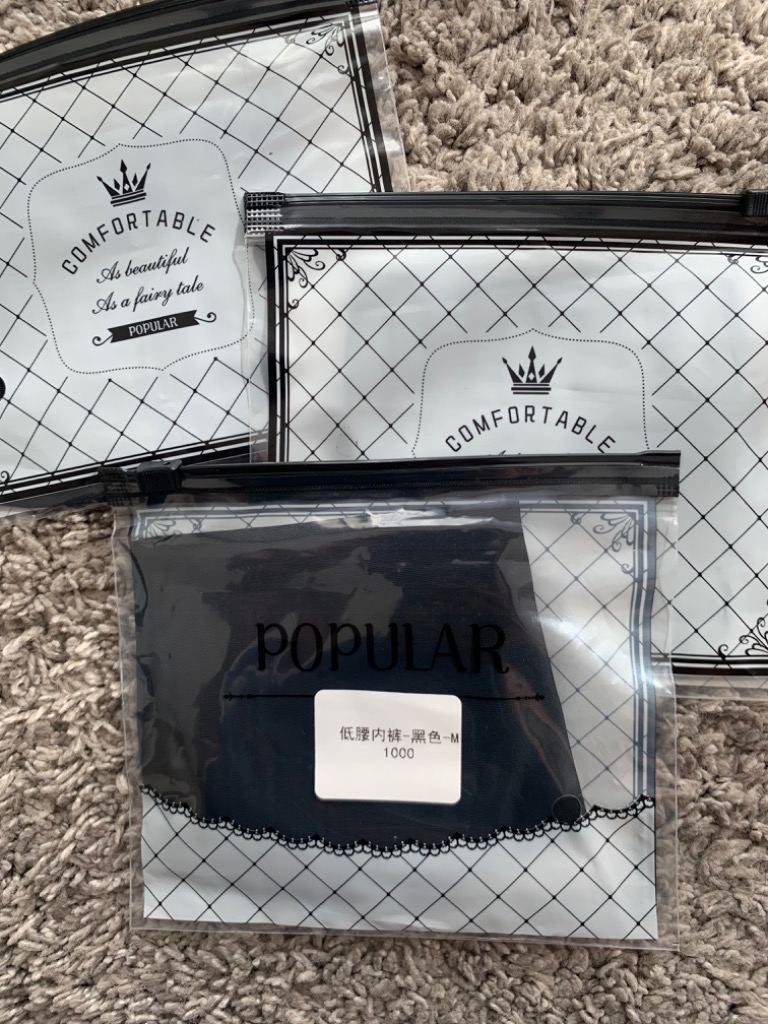 COMFORTABLE
As beautiful
As a fairy tale
POPULAR
COMFORTABLE
POPULAR
低腰内裤-黑色-M
1000